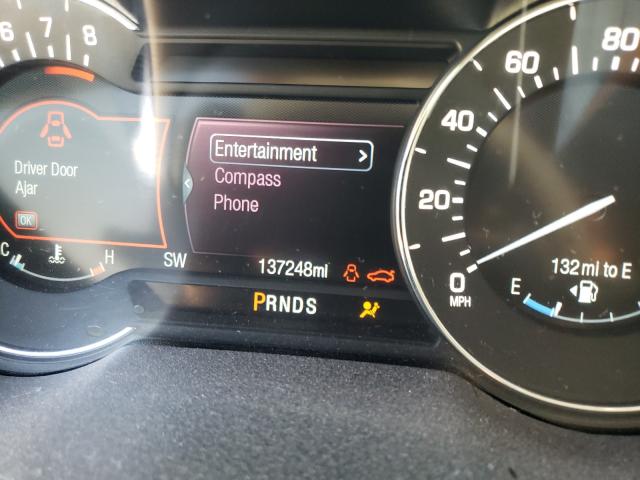 6 7 8
Driver Door
Ajar
OK
C H
SW
Entertainment >
Compass
Phone
137248mi
PRNDS
80
60
40
20
0
MPH
132 mi to E
E